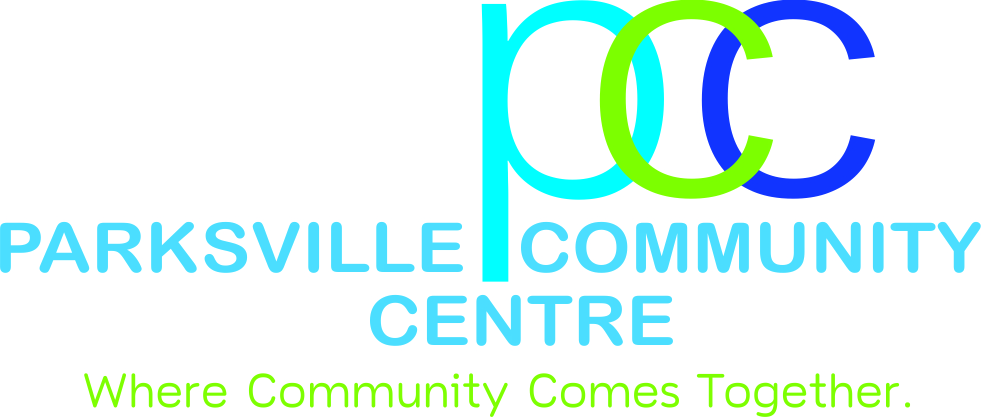 pcc
PARKSVILLE COMMUNITY
CENTRE
Where Community Comes Together.